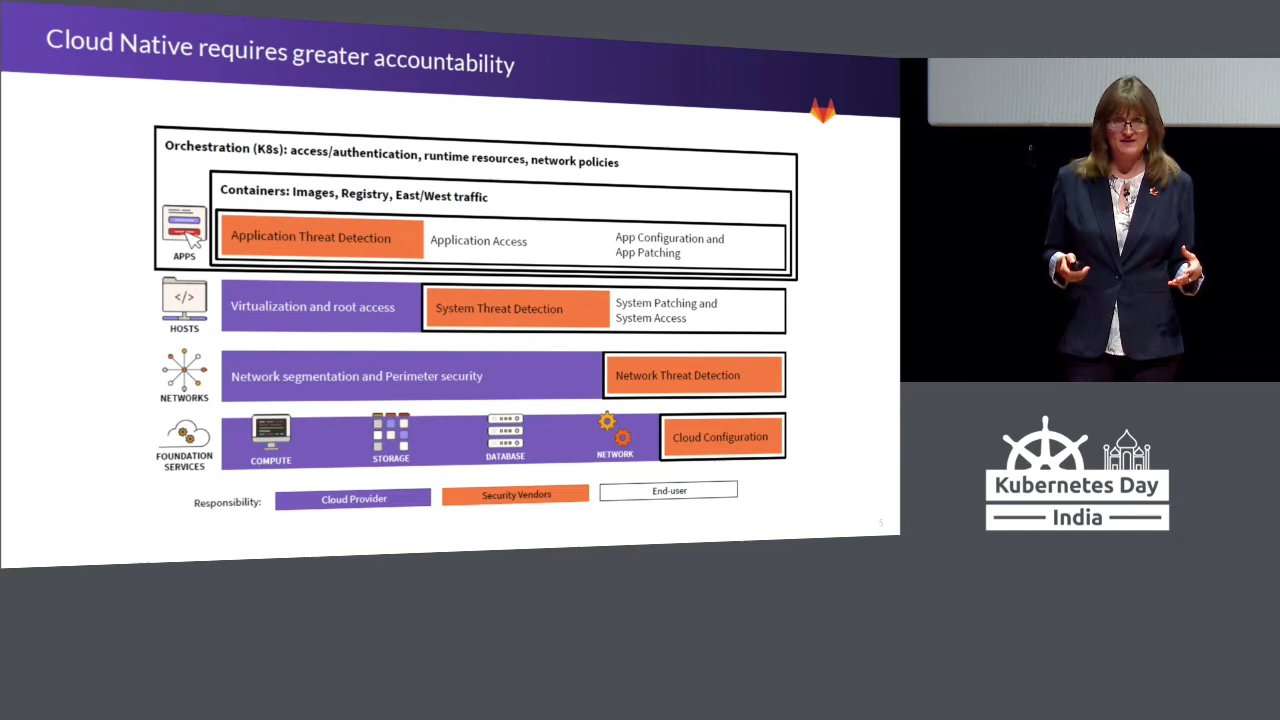 Cloud Native requires greater accountability
Orchestration (K8s): access/authentication, runtime resources, network policies
Containers: Images, Registry, East/West traffic
APPS
Application Threat Detection
Application Access
App Configuration and
App Patching
</>
HOSTS
Virtualization and root access
System Threat Detection
System Patching and
System Access
NETWORKS
Network segmentation and Perimeter security
Network Threat Detection
FOUNDATION
SERVICES
COMPUTE
STORAGE
DATABASE
NETWORK
Cloud Configuration
Responsibility:
Cloud Provider
Security Vendors
End-user
5
Kubernetes Day
India